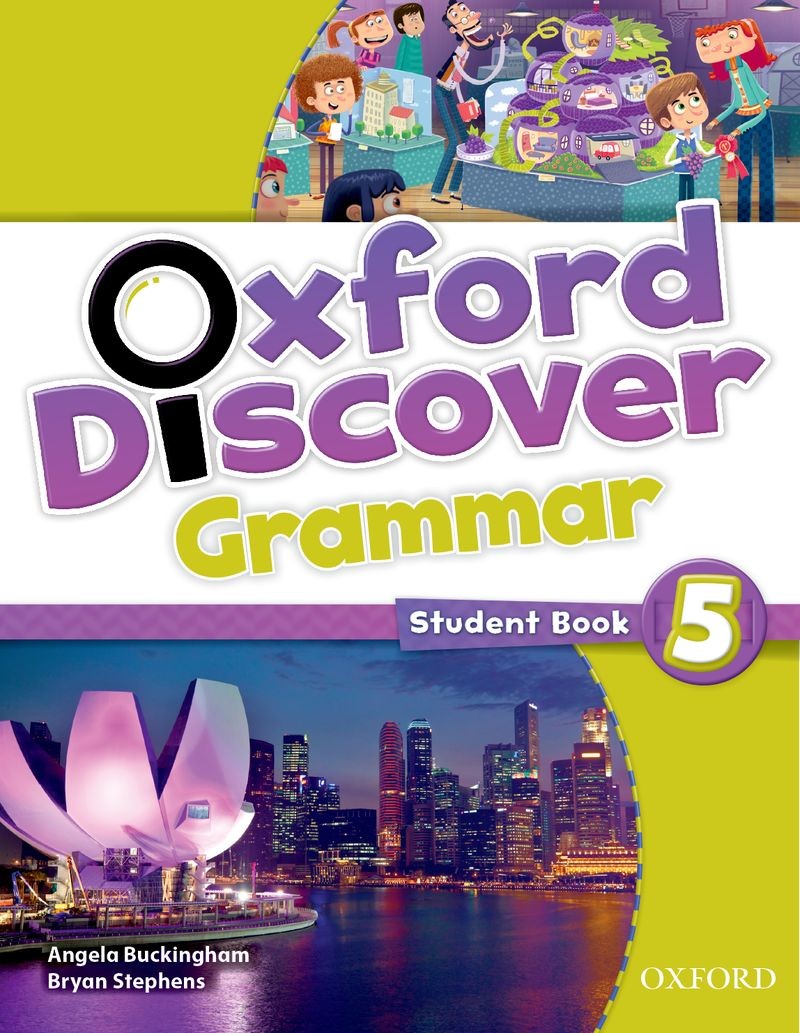 Oxford
Discover
Grammar
Student Book 5
Angela Buckingham
Bryan Stephens
OXFORD